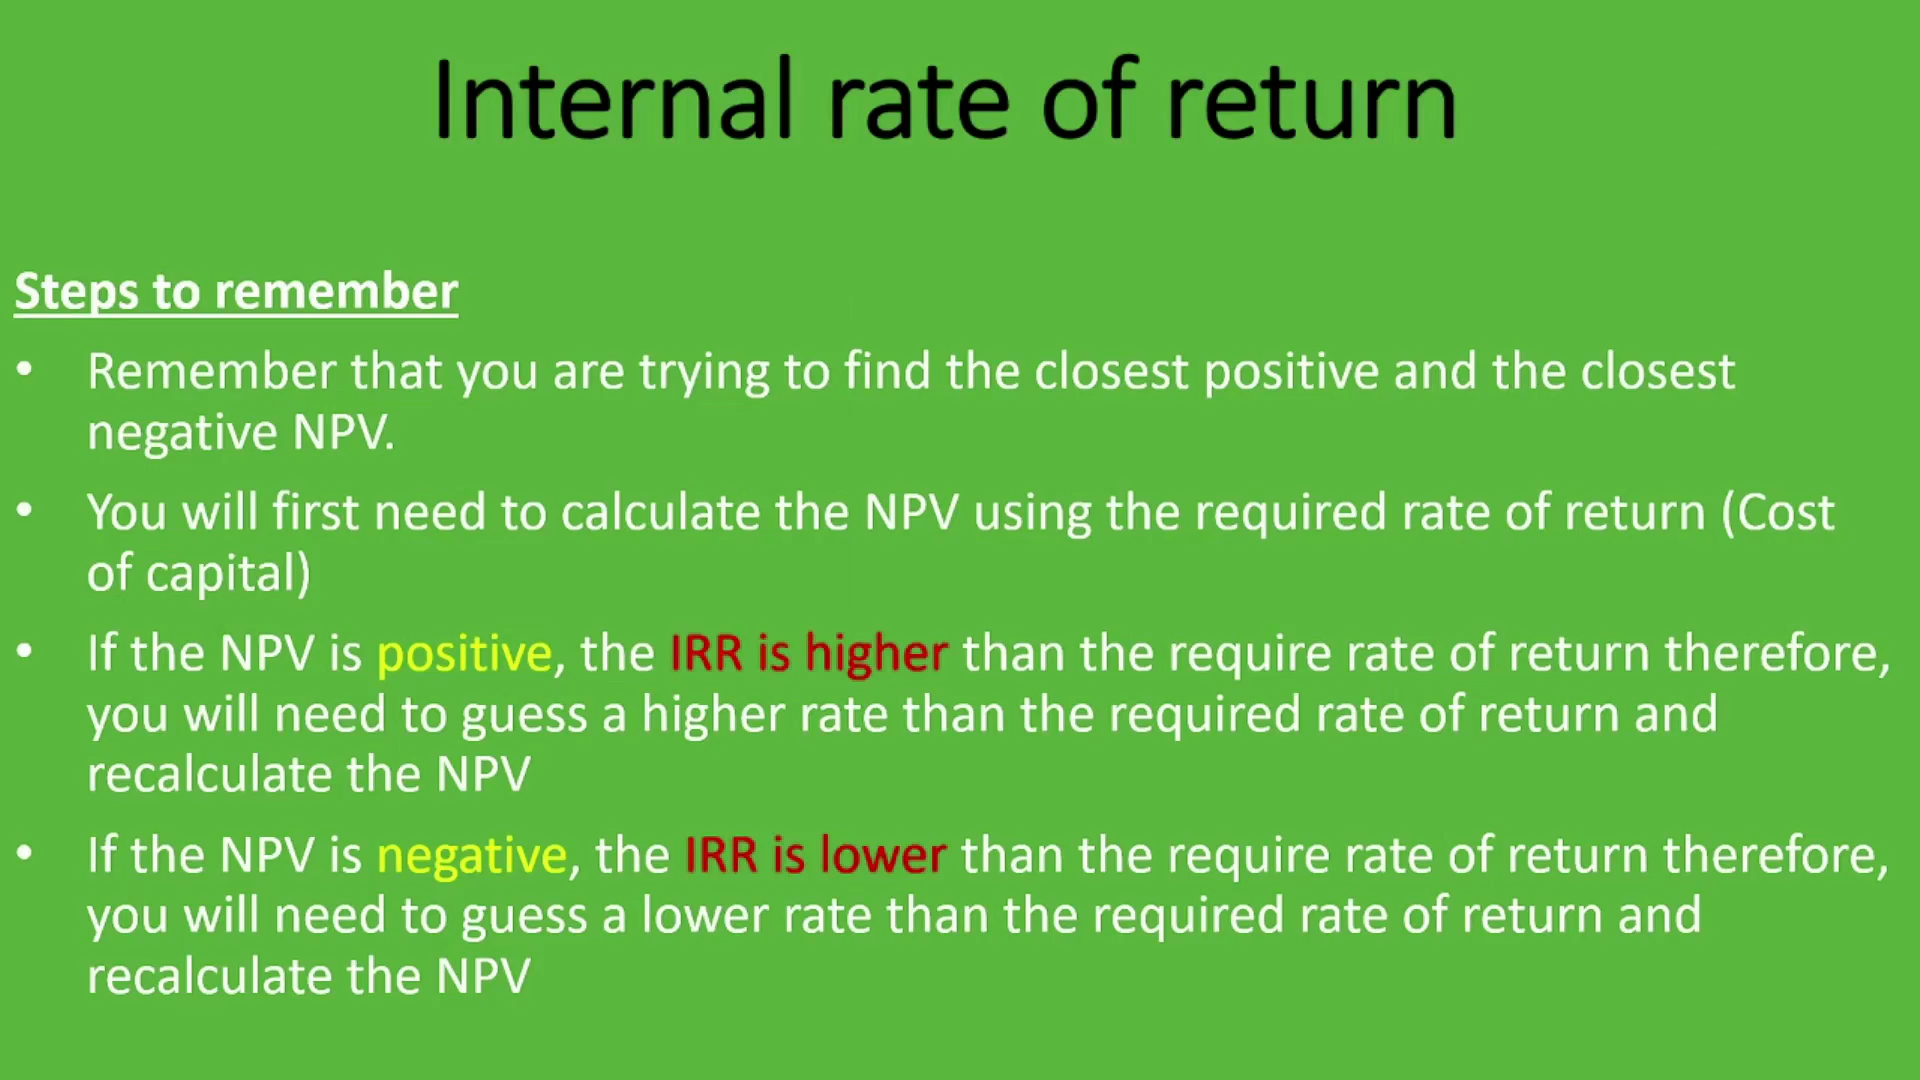 Internal rate of return
Steps to remember
• Remember that you are trying to find the closest positive and the closest
negative NPV.
• You will first need to calculate the NPV using the required rate of return (Cost
of capital)
• If the NPV is positive, the IRR is higher than the require rate of return therefore,
you will need to guess a higher rate than the required rate of return and
recalculate the NPV
• If the NPV is negative, the IRR is lower than the require rate of return therefore,
you will need to guess a lower rate than the required rate of return and
recalculate the NPV